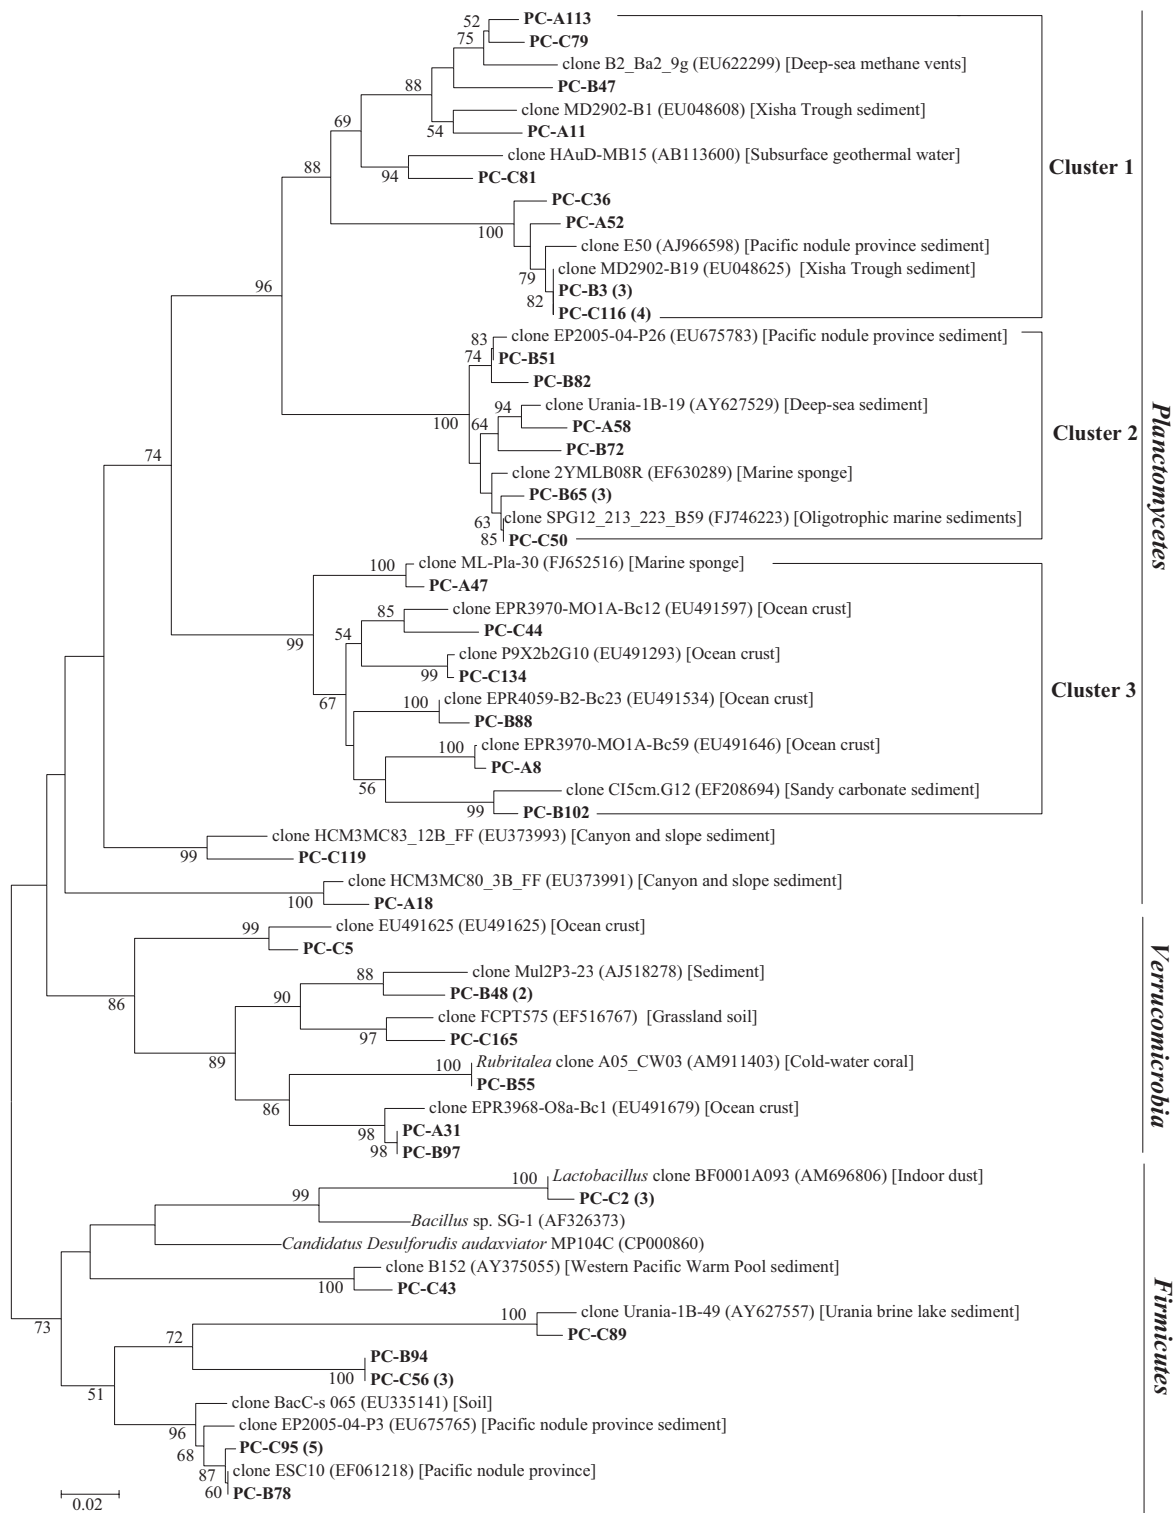 52
PC-A113
75
PC-C79
clone B2_Ba2_9g (EU622299) [Deep-sea methane vents]
88
PC-B47
clone MD2902-B1 (EU048608) [Xisha Trough sediment]
69
54
PC-A11
clone HAuD-MB15 (AB113600) [Subsurface geothermal water]
88
94
PC-C81
Cluster 1
PC-C36
PC-A52
100
clone E50 (AJ966598) [Pacific nodule province sediment]
clone MD2902-B19 (EU048625) [Xisha Trough sediment]
79
PC-B3 (3)
96
82
PC-C116 (4)
clone EP2005-04-P26 (EU675783) [Pacific nodule province sediment]
83
74
PC-B51
PC-B82
clone Urania-1B-19 (AY627529) [Deep-sea sediment]
94
100
64
PC-A58
Cluster 2
PC-B72
74
clone 2YMLB08R (EF630289) [Marine sponge]
PC-B65 (3)
clone SPG12_213_223_B59 (FJ746223) [Oligotrophic marine sediments]
63
85
PC-C50
Planctomycetes
clone ML-Pla-30 (FJ652516) [Marine sponge]
100
PC-A47
clone EPR3970-MO1A-Bc12 (EU491597) [Ocean crust]
85
PC-C44
99
54
clone P9X2b2G10 (EU491293) [Ocean crust]
99
PC-C134
Cluster 3
67
clone EPR4059-B2-Bc23 (EU491534) [Ocean crust]
100
PC-B88
clone EPR3970-MO1A-Bc59 (EU491646) [Ocean crust]
100
PC-A8
56
clone CI5cm.G12 (EF208694) [Sandy carbonate sediment]
99
PC-B102
clone HCM3MC83_12B_FF (EU373993) [Canyon and slope sediment]
99
PC-C119
clone HCM3MC80_3B_FF (EU373991) [Canyon and slope sediment]
100
PC-A18
clone EU491625 (EU491625) [Ocean crust]
99
PC-C5
clone Mul2P3-23 (AJ518278) [Sediment]
88
86
90
PC-B48 (2)
clone FCPT575 (EF516767) [Grassland soil]
97
PC-C165
89
Rubritalea clone A05_CW03 (AM911403) [Cold-water coral]
100
PC-B55
86
clone EPR3968-O8a-Bc1 (EU491679) [Ocean crust]
98
PC-A31
98
PC-B97
Verrucomicrobia
Lactobacillus clone BF0001A093 (AM696806) [Indoor dust]
100
99
PC-C2 (3)
Bacillus sp. SG-1 (AF326373)
Candidatus Desulforudis audaxviator MP104C (CP000860)
clone B152 (AY375055) [Western Pacific Warm Pool sediment]
100
PC-C43
73
clone Urania-1B-49 (AY627557) [Urania brine lake sediment]
100
PC-C89
72
PC-B94
100
PC-C56 (3)
51
clone BacC-s 065 (EU335141) [Soil]
96
clone EP2005-04-P3 (EU675765) [Pacific nodule province sediment]
68
PC-C95 (5)
87
clone ESC10 (EF061218) [Pacific nodule province]
60
PC-B78
Firmicutes
0.02